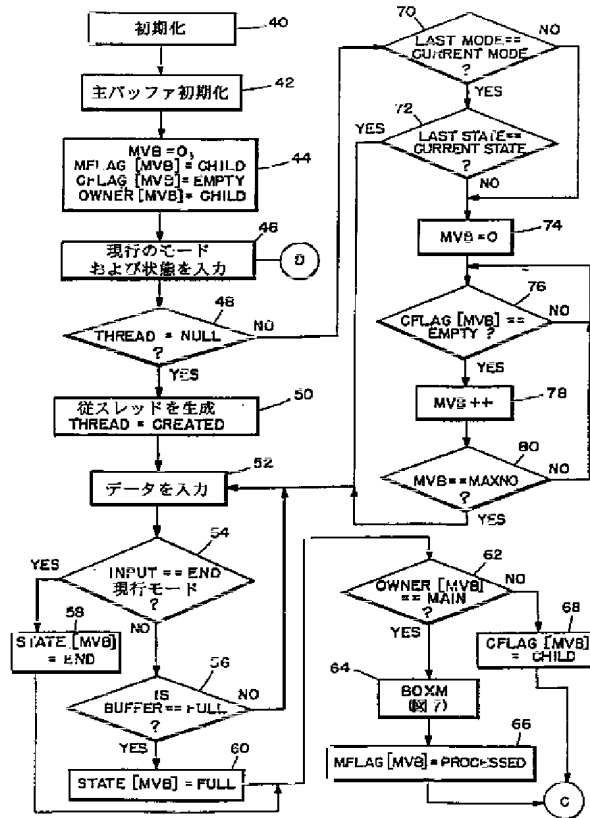 初期化
40
主バッファ初期化
42
MVB=0,
MFLAG [MVB]= CHILD
CFLAG [MVB]= EMPTY
OWNER [MVB]= CHILD
44
現行のモード
および状態を入力
46
B
THREAD = NULL
?
48
NO
YES
従スレッドを生成
THREAD = CREATED
50
データを入力
52
INPUT == END
現行モード
?
54
YES
NO
STATE [MVB]
= END
58
IS
BUFFER== FULL
?
56
NO
YES
STATE [MVB] = FULL
60
OWNER [MVB]
== MAIN
?
62
NO
YES
BOXM
(図 7)
64
MFLAG [MVB]= PROCESSED
66
CFLAG [MVB]
= CHILD
68
C
LAST MODE==
CURRENT MODE
?
70
NO
YES
LAST STATE==
CURRENT STATE
?
72
YES
NO
MVB =0
74
CFLAG [MVB] ==
EMPTY ?
76
NO
YES
MVB ++
78
MVB ==MAXNO
?
80
NO
YES